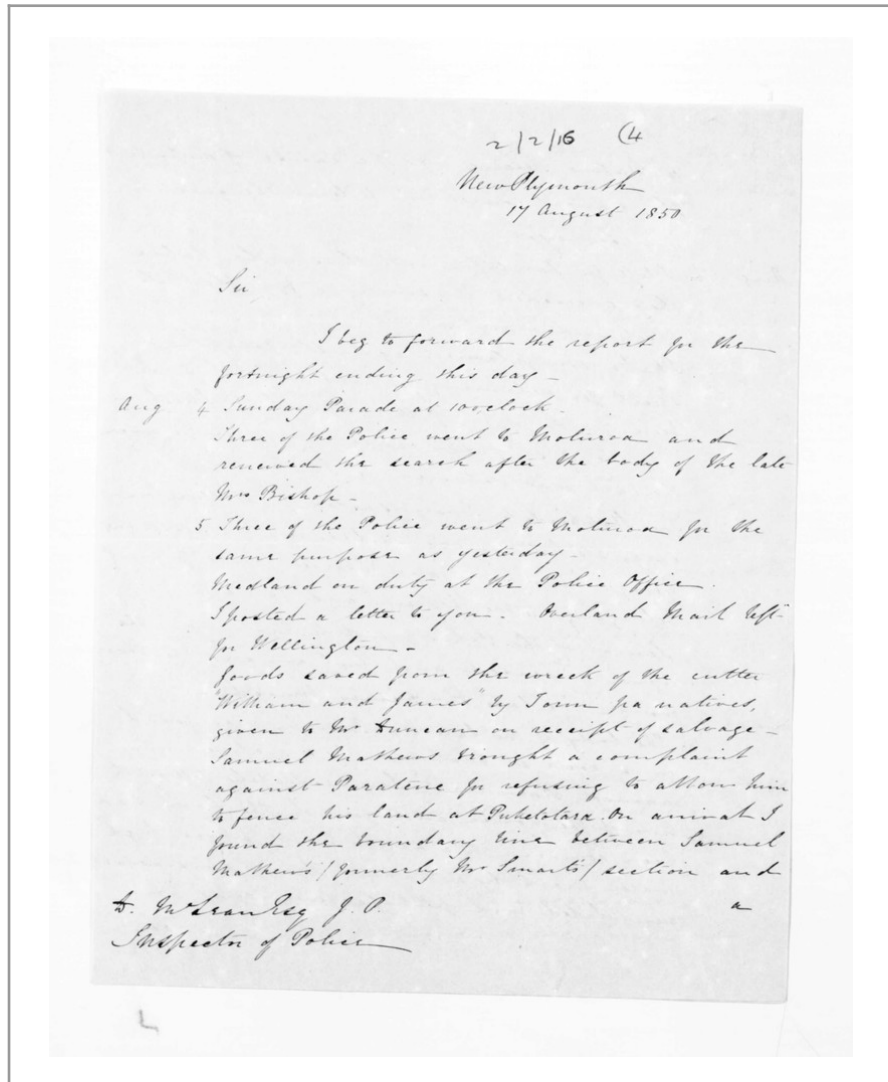 2/2/16 (4
New Plymouth
17 August 1850
Sir
I beg to forward the report for the
fortnight ending this day –
Aug 4. Sunday Parade at 10 o'clock.
Three of the Police went to Moturoa and
renewed the search after the body of the late
Mrs Bishop –
5. Three of the Police went to Moturoa for the
same purpose as yesterday –
Medland on duty at the Police Office.
I posted a letter to you. Overland Mail left
for Wellington –
Goods saved from the wreck of the cutter
"William and James" by Town pa natives,
given to Mr Duncan on receipt of salvage –
Samuel Mathews brought a complaint
against Paratene for refusing to allow him
to fence his land at Puketotara. On arrival I
found the boundary line between Samuel
Mathews / formerly Mr Smarts / section and
a
D. McLean Esq J. P.
Inspector of Police